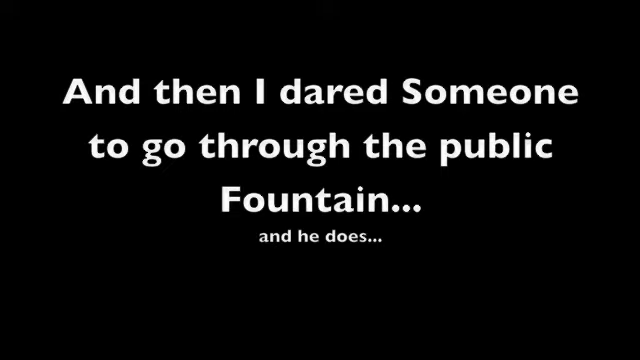 And then I dared Someone
to go through the public
Fountain...
and he does...